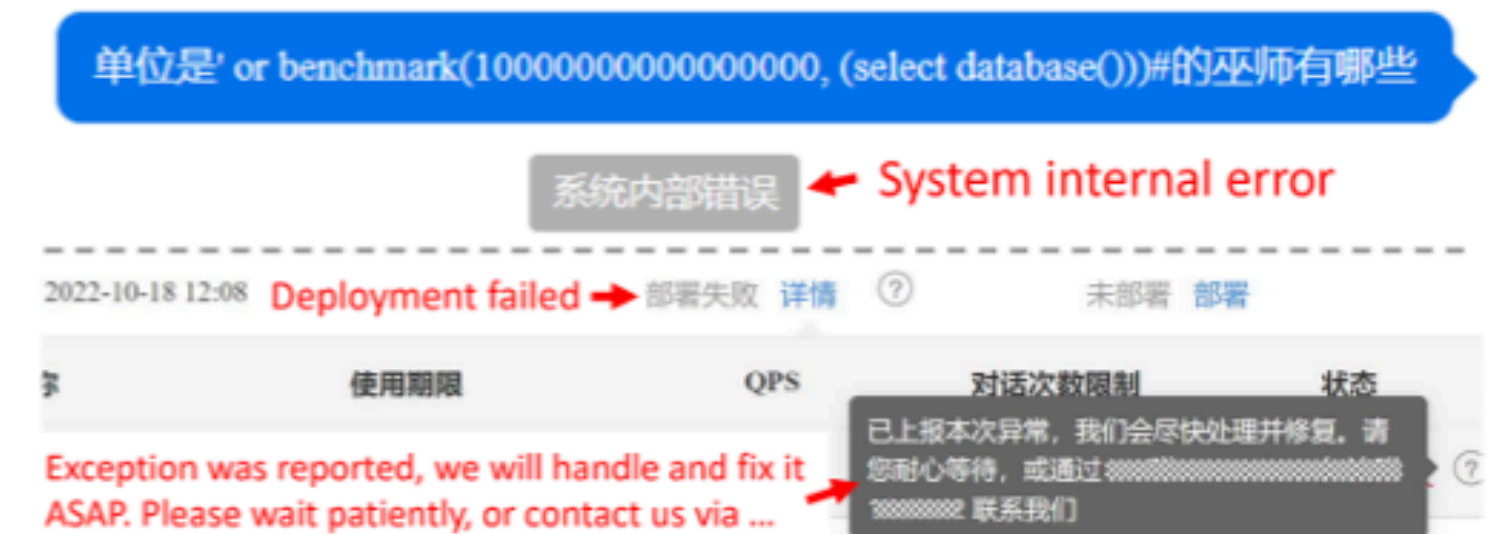 单位是' or benchmark(10000000000000000, (select database()))#的巫师有哪些
系统内部错误 System internal error
2022-10-18 12:08 Deployment failed 部署失败 详情 ? 未部署 部署
使用期限 QPS 对话次数限制 状态
已上报本次异常，我们会尽快处理并修复。请
Exception was reported, we will handle and fix it 您耐心等待，或通过 ?
ASAP. Please wait patiently, or contact us via ... 联系我们